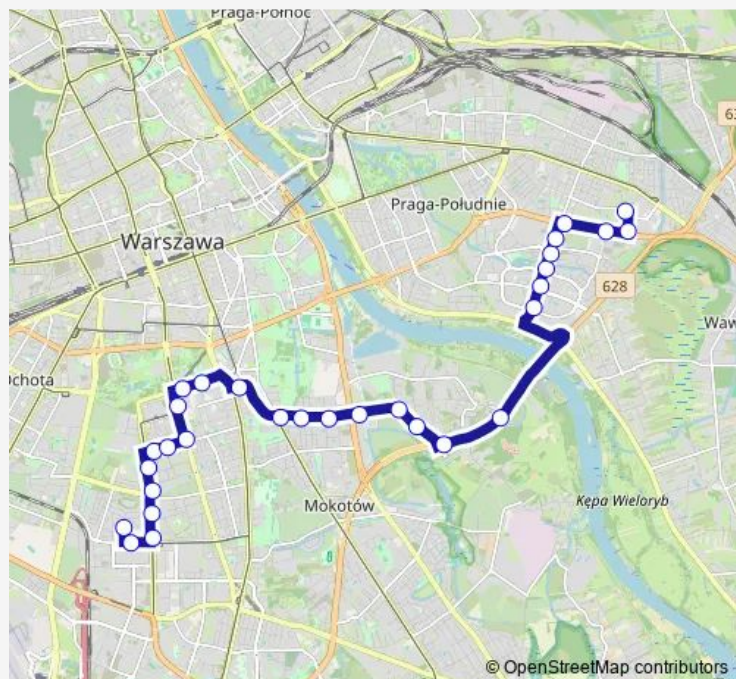 Praga-Północ
63
Praga-Południe
Warszawa
628
Waw
Ochota
Mokotów
Kępa Wieloryb
© OpenStreetMap contributors